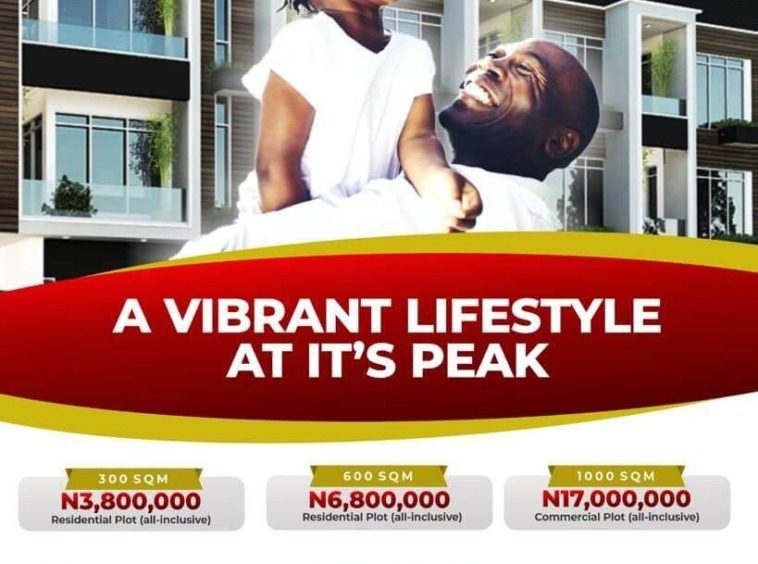 A VIBRANT LIFESTYLE
AT IT'S PEAK
300 SQM
N3,800,000
Residential Plot (all-inclusive)
600 SQM
N6,800,000
Residential Plot (all-inclusive)
1000 SQM
N17,000,000
Commercial Plot (all-inclusive)